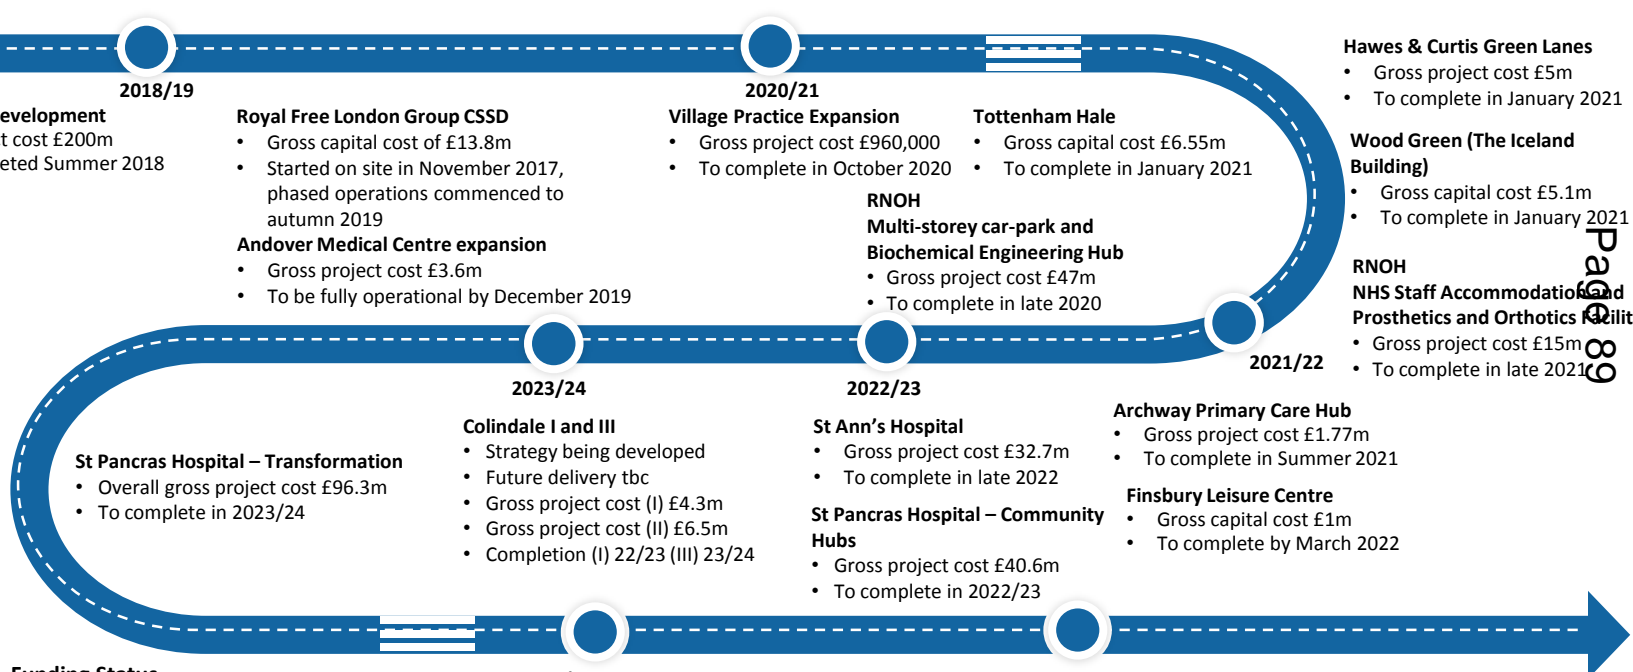 2018/19
2020/21
evelopment
t cost £200m
eted Summer 2018
Royal Free London Group CSSD
• Gross capital cost of £13.8m
• Started on site in November 2017,
phased operations commenced to
autumn 2019
Andover Medical Centre expansion
• Gross project cost £3.6m
• To be fully operational by December 2019
Village Practice Expansion
• Gross project cost £960,000
• To complete in October 2020
Tottenham Hale
• Gross capital cost £6.55m
• To complete in January 2021
RNOH
Multi-storey car-park and
Biochemical Engineering Hub
• Gross project cost £47m
• To complete in late 2020
Hawes & Curtis Green Lanes
• Gross project cost £5m
• To complete in January 2021
Wood Green (The Iceland
Building)
• Gross capital cost £5.1m
• To complete in January 2021
RNOH
NHS Staff Accommodation and
Prosthetics and Orthotics Facilit
• Gross project cost £15m
• To complete in late 2021
Page 89
2021/22
2022/23
2023/24
Archway Primary Care Hub
• Gross project cost £1.77m
• To complete in Summer 2021
Finsbury Leisure Centre
• Gross capital cost £1m
• To complete by March 2022
St Ann’s Hospital
• Gross project cost £32.7m
• To complete in late 2022
St Pancras Hospital – Community
Hubs
• Gross project cost £40.6m
• To complete in 2022/23
Colindale I and III
• Strategy being developed
• Future delivery tbc
• Gross project cost (I) £4.3m
• Gross project cost (II) £6.5m
• Completion (I) 22/23 (III) 23/24
St Pancras Hospital – Transformation
• Overall gross project cost £96.3m
• To complete in 2023/24
Funding Status